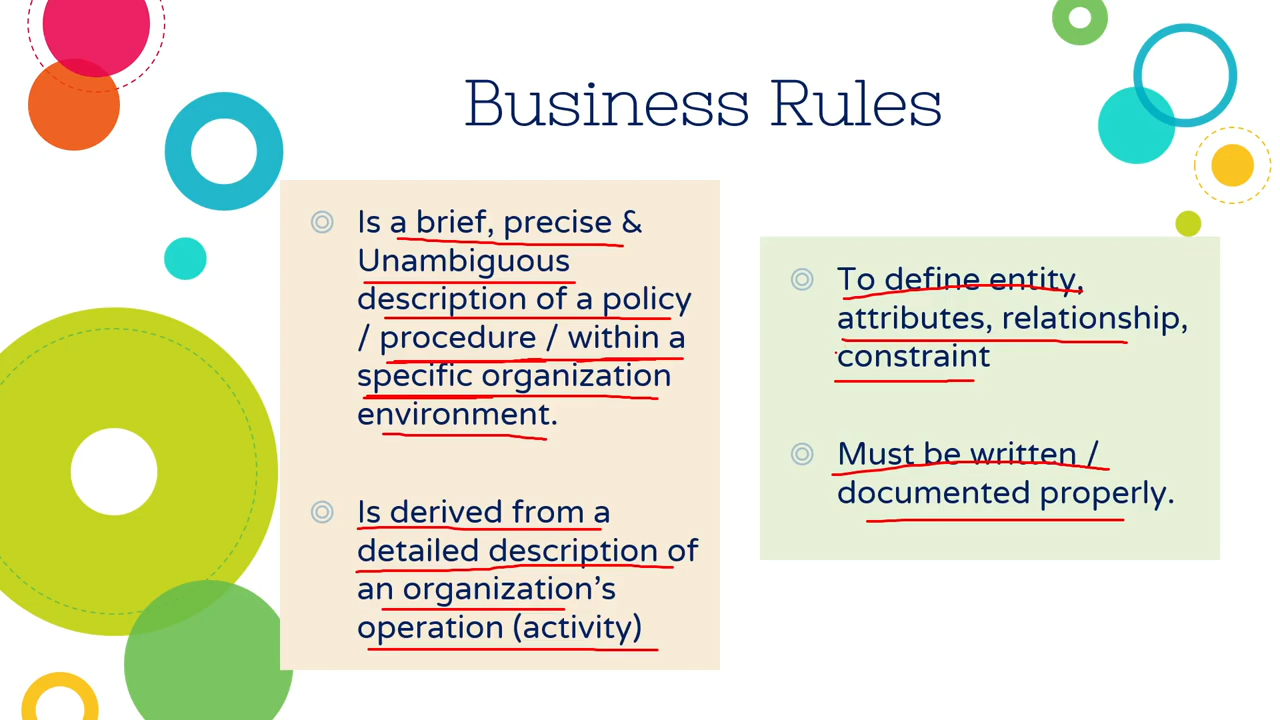 Business Rules
Is a brief, precise &
Unambiguous
description of a policy
/ procedure / within a
specific organization
environment.
Is derived from a
detailed description of
an organization's
operation (activity)
To define entity,
attributes, relationship,
constraint
Must be written /
documented properly.